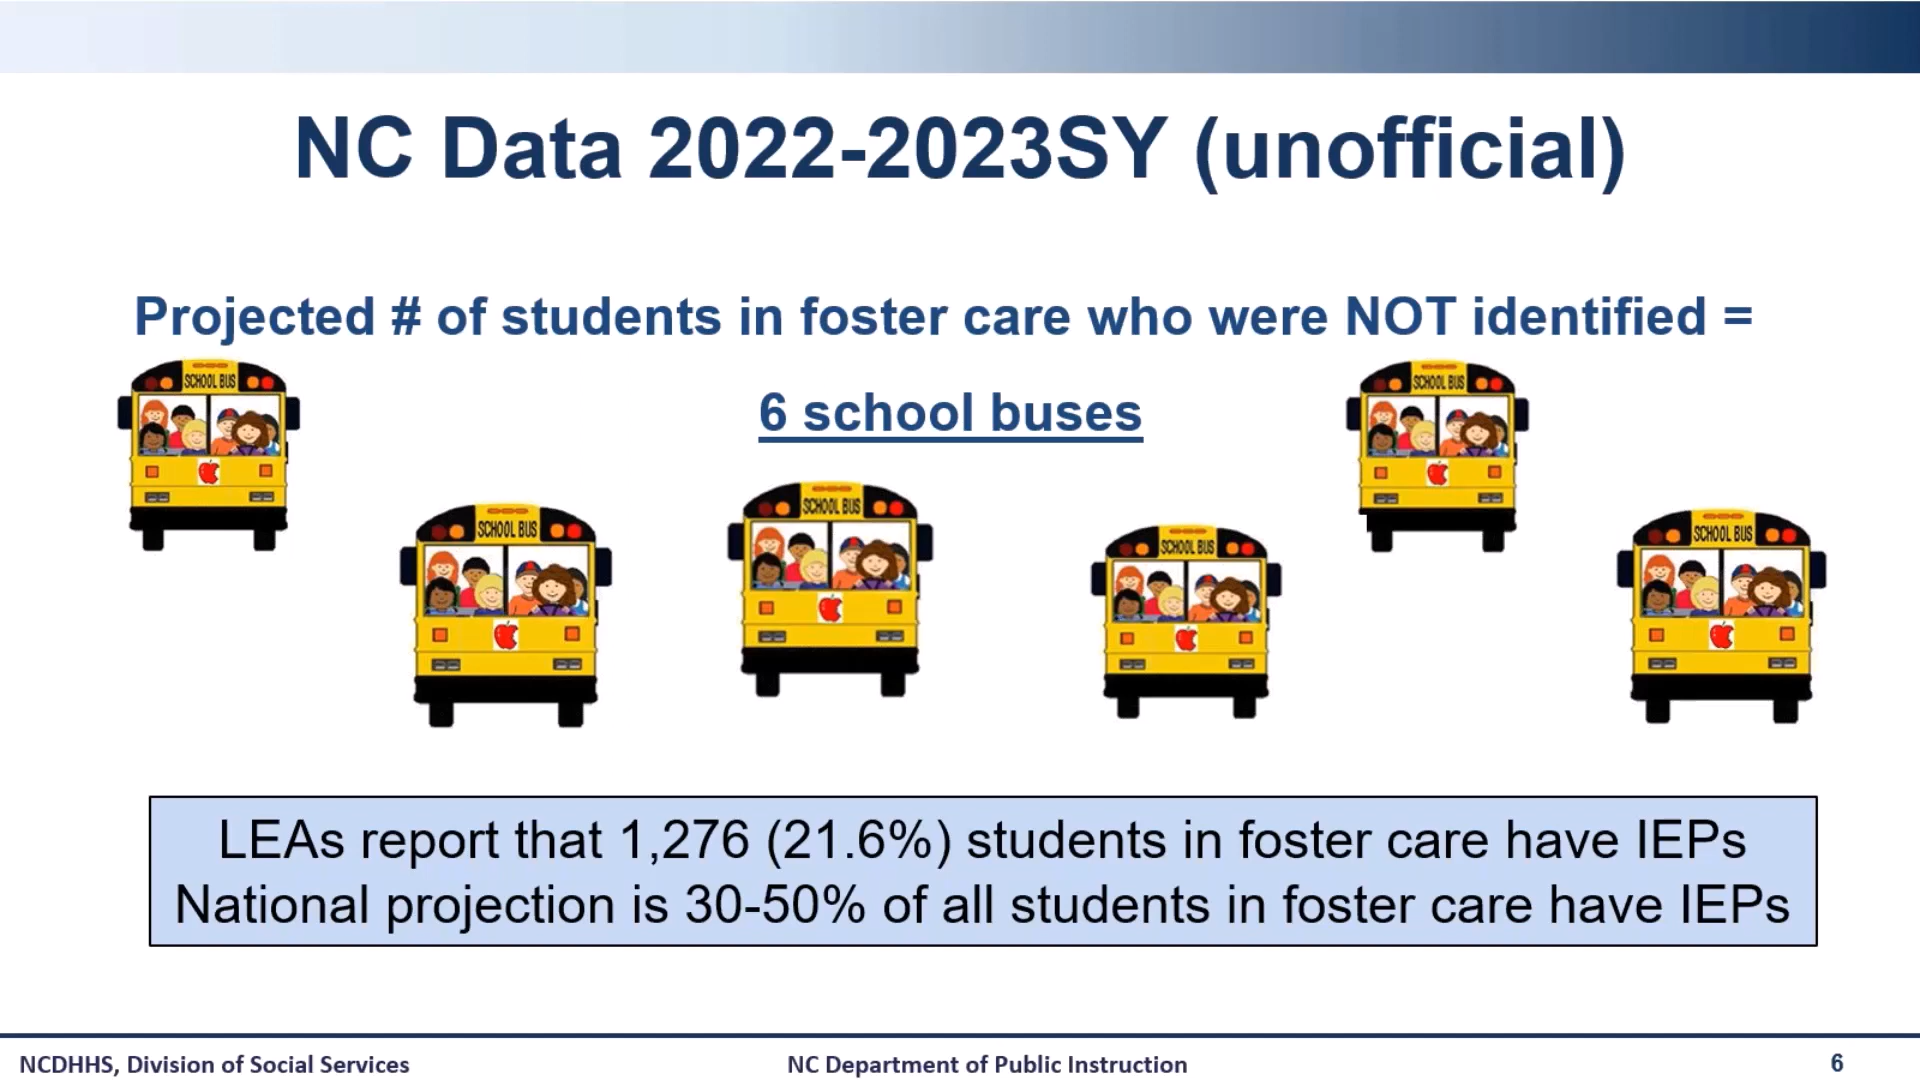 NC Data 2022-2023SY (unofficial)
Projected # of students in foster care who were NOT identified =
6 school buses
SCHOOL BUS
SCHOOL BUS
SCHOOL BUS
SCHOOL BUS
SCHOOL BUS
SCHOOL BUS
LEAs report that 1,276 (21.6%) students in foster care have IEPs
National projection is 30-50% of all students in foster care have IEPs
NCDHHS, Division of Social Services
NC Department of Public Instruction
6